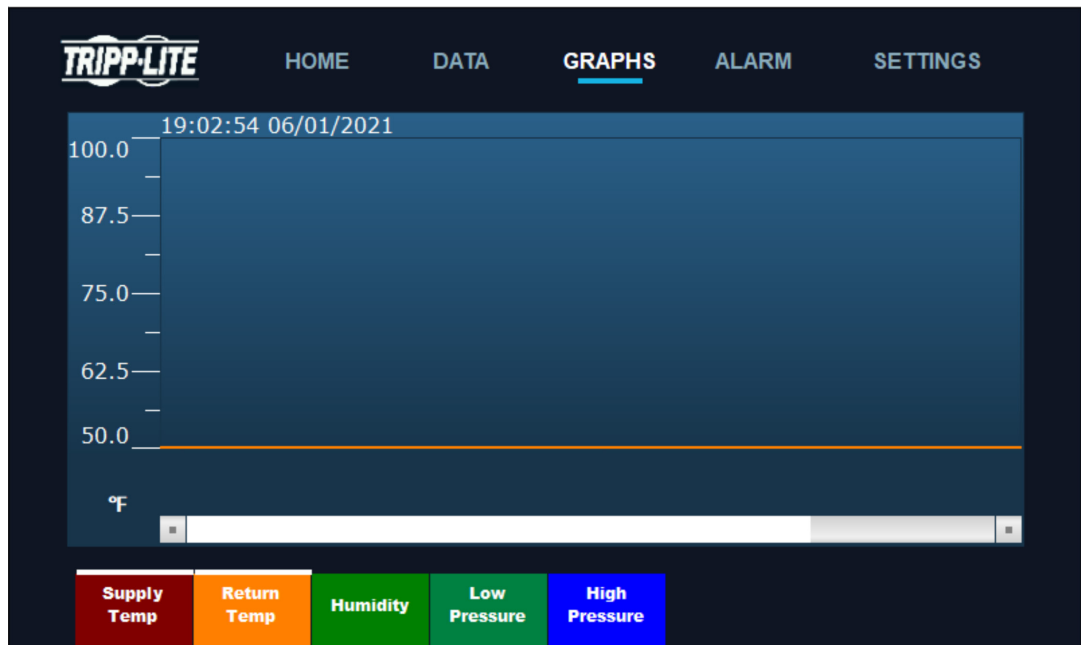 TRIPP·LITE HOME DATA GRAPHS ALARM SETTINGS
19:02:54 06/01/2021
100.0
87.5
75.0
62.5
50.0
°F
Supply Temp
Return Temp
Humidity
Low Pressure
High Pressure